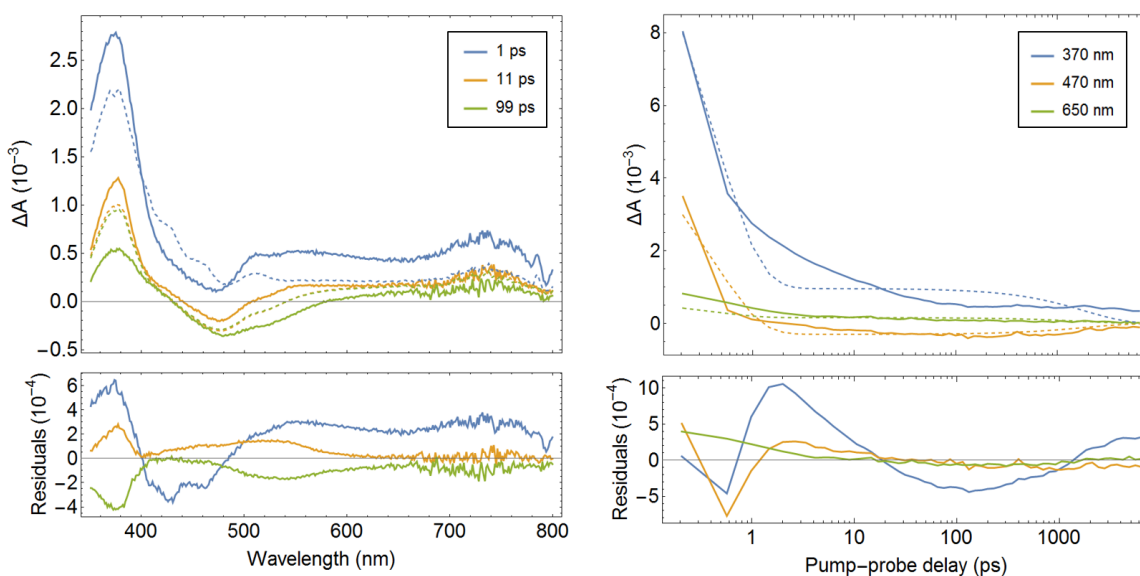 ΔA (10⁻³)
2.5
2.0
1.5
1.0
0.5
0.0
−0.5
1 ps
11 ps
99 ps
Residuals (10⁻⁴)
6
4
2
0
−2
−4
400
500
600
700
800
Wavelength (nm)
ΔA (10⁻³)
8
6
4
2
0
370 nm
470 nm
650 nm
Residuals (10⁻⁴)
10
5
0
−5
1
10
100
1000
Pump−probe delay (ps)